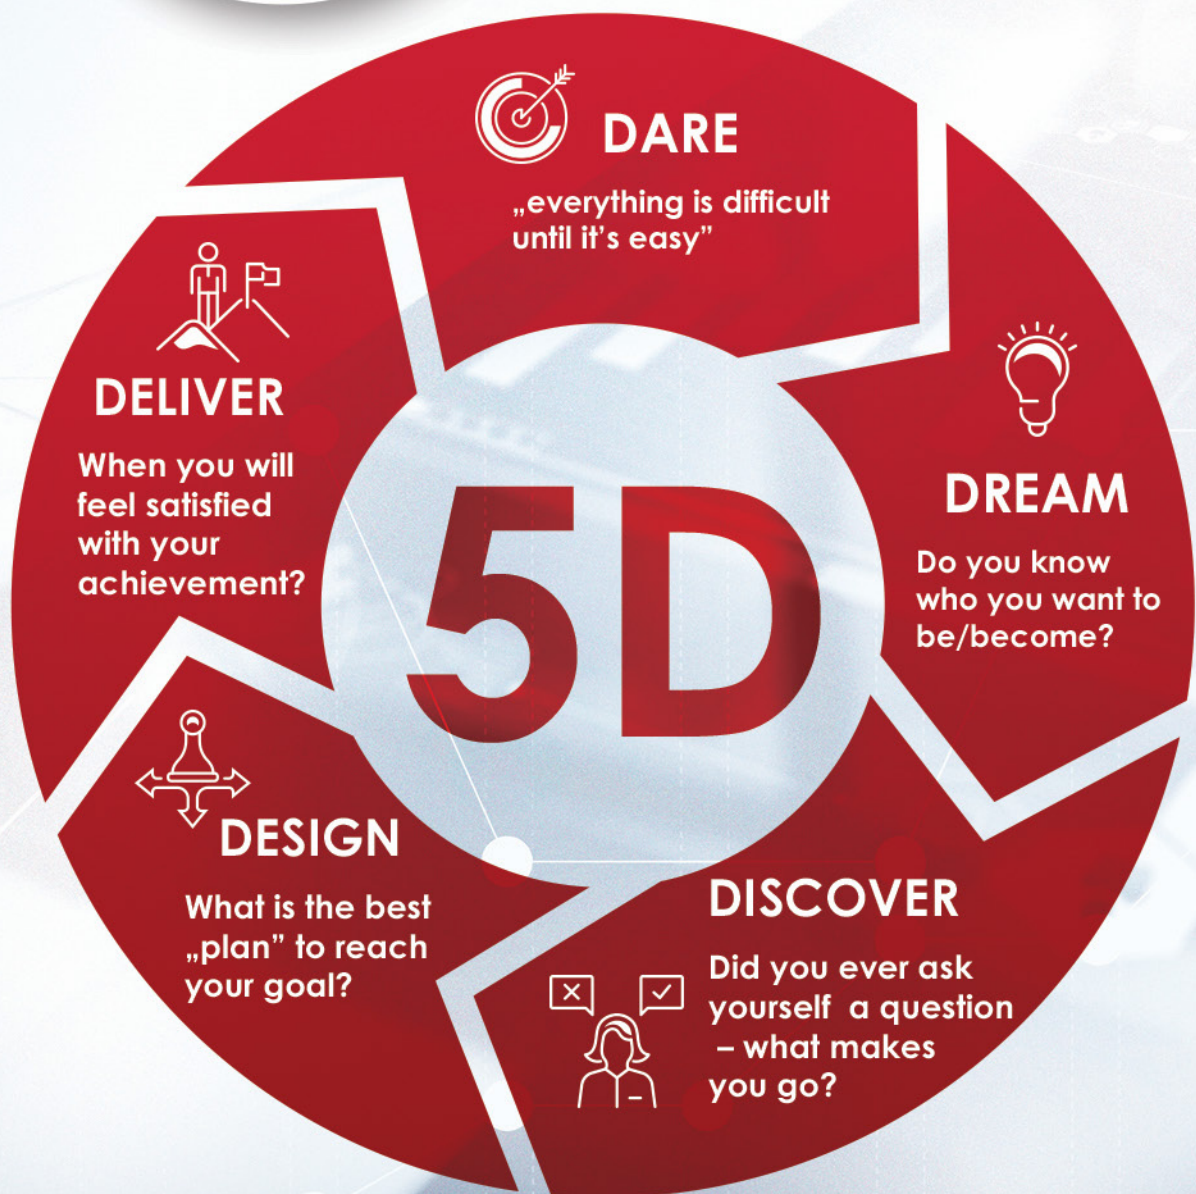 DARE
„everything is difficult
until it's easy”
DREAM
Do you know
who you want to
be/become?
DISCOVER
Did you ever ask
yourself a question
– what makes
you go?
DESIGN
What is the best
„plan” to reach
your goal?
DELIVER
When you will
feel satisfied
with your
achievement?
5D